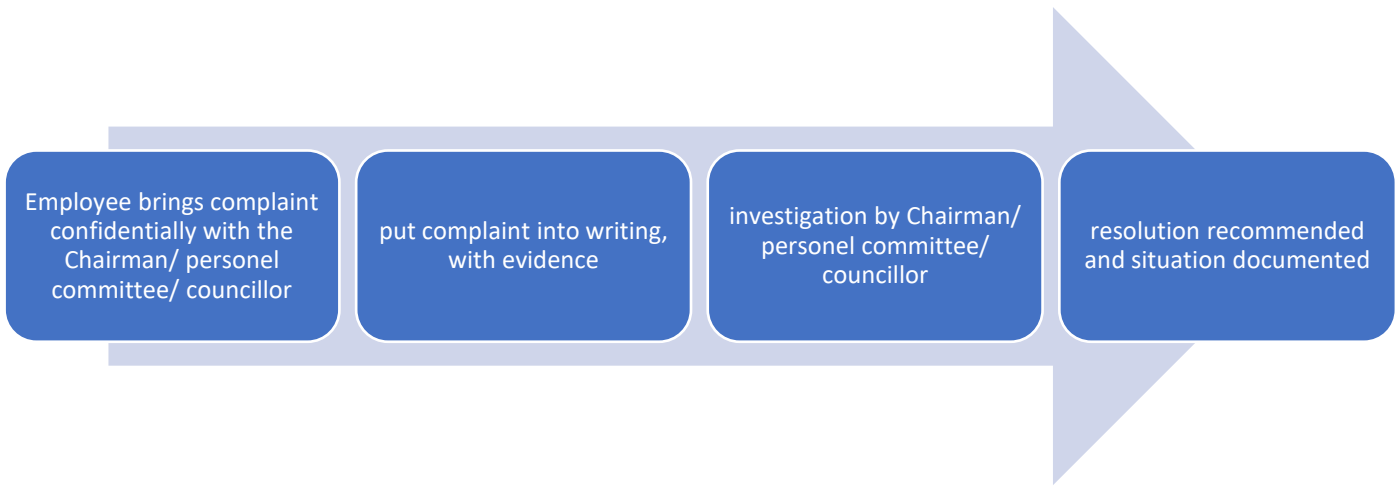 Employee brings complaint
confidentially with the
Chairman/ personel
committee/ councillor
put complaint into writing,
with evidence
investigation by Chairman/
personel committee/
councillor
resolution recommended
and situation documented